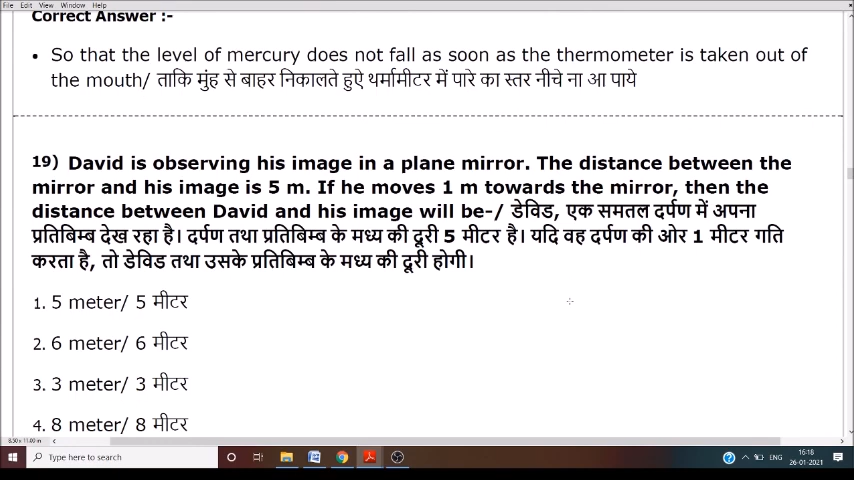 File Edit View Window Help
Correct Answer :-
• So that the level of mercury does not fall as soon as the thermometer is taken out of
the mouth/ ताकि मुंह से बाहर निकालते हुऐ थर्मामीटर में पारे का स्तर नीचे ना आ पाये
19) David is observing his image in a plane mirror. The distance between the
mirror and his image is 5 m. If he moves 1 m towards the mirror, then the
distance between David and his image will be-/ डेविड, एक समतल दर्पण में अपना
प्रतिबिम्ब देख रहा है। दर्पण तथा प्रतिबिम्ब के मध्य की दूरी 5 मीटर है। यदि वह दर्पण की ओर 1 मीटर गति
करता है, तो डेविड तथा उसके प्रतिबिम्ब के मध्य की दूरी होगी।
1. 5 meter/ 5 मीटर
2. 6 meter/ 6 मीटर
3. 3 meter/ 3 मीटर
4. 8 meter/ 8 मीटर
8.50 x 11.00 in
Type here to search
ENG
16:18
26-01-2021